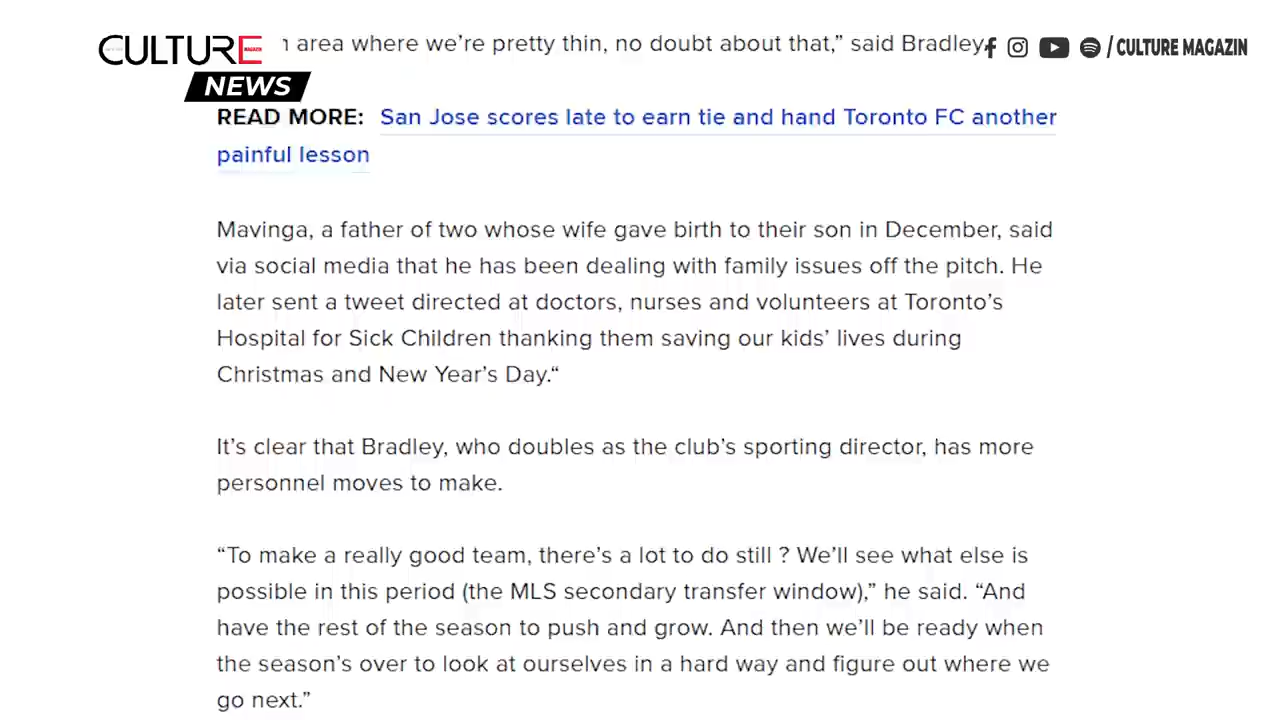 CULTURE
NEWS
area where we're pretty thin, no doubt about that,” said Bradley
/ CULTURE MAGAZIN
READ MORE: San Jose scores late to earn tie and hand Toronto FC another
painful lesson
Mavinga, a father of two whose wife gave birth to their son in December, said
via social media that he has been dealing with family issues off the pitch. He
later sent a tweet directed at doctors, nurses and volunteers at Toronto’s
Hospital for Sick Children thanking them saving our kids’ lives during
Christmas and New Year’s Day.“
It’s clear that Bradley, who doubles as the club’s sporting director, has more
personnel moves to make.
“To make a really good team, there’s a lot to do still ? We’ll see what else is
possible in this period (the MLS secondary transfer window),” he said. “And
have the rest of the season to push and grow. And then we’ll be ready when
the season’s over to look at ourselves in a hard way and figure out where we
go next.”